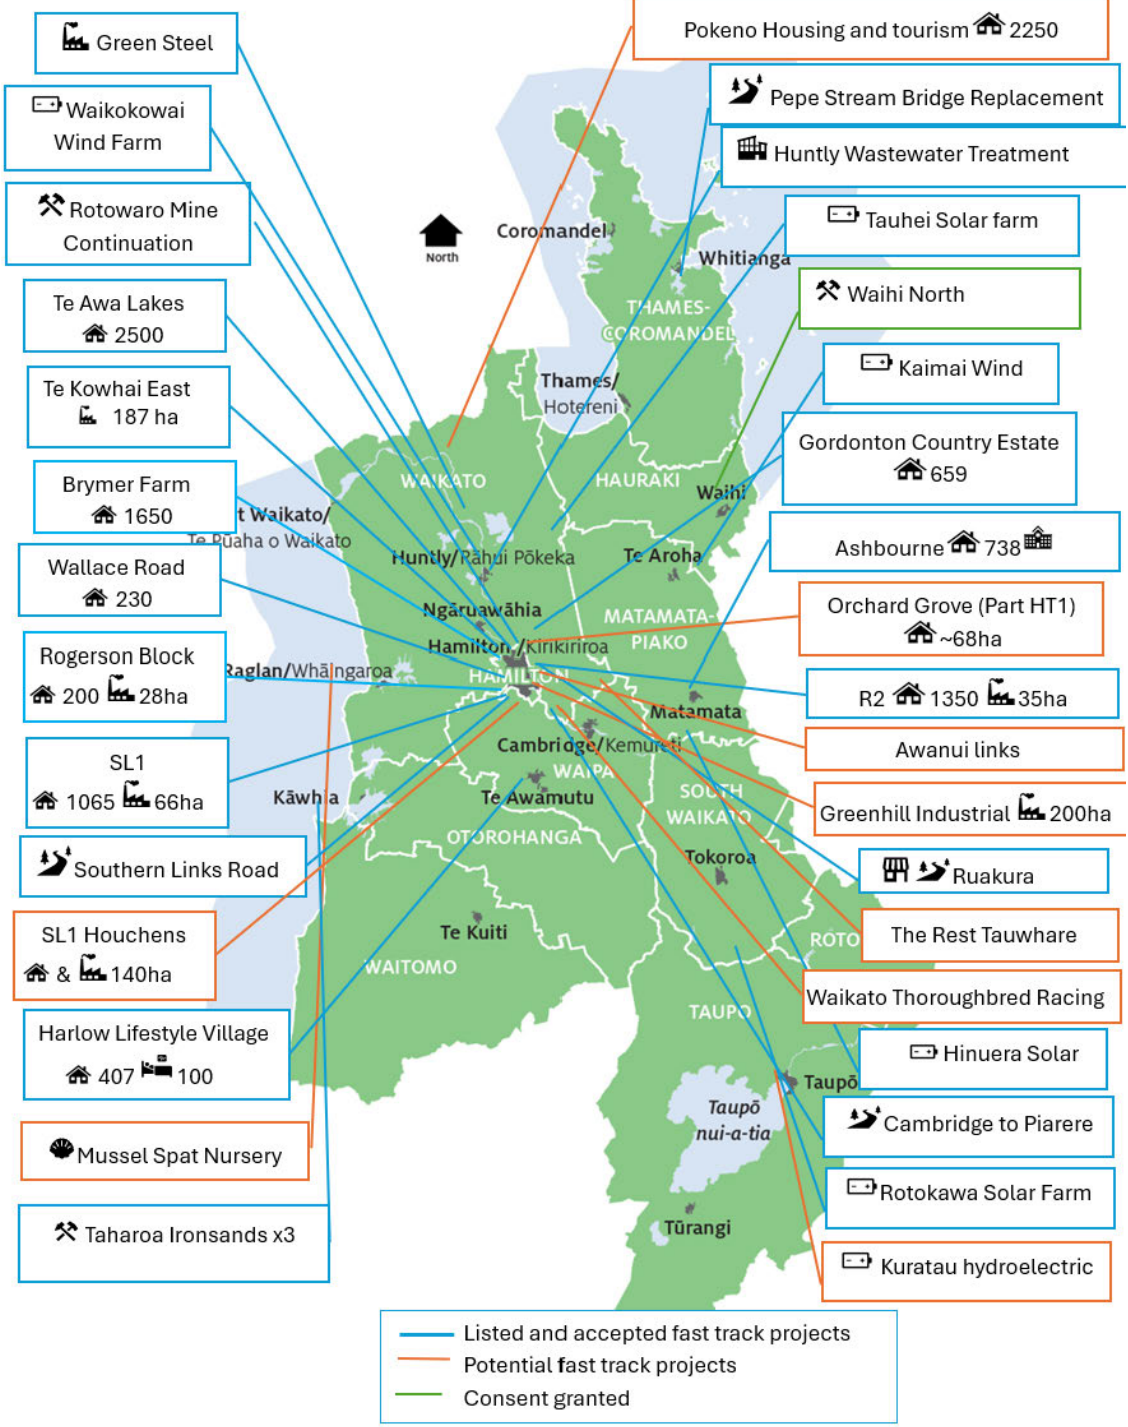 Green Steel
Waikokowai
Wind Farm
Rotowaro Mine
Continuation
Te Awa Lakes
2500
Te Kowhai East
187 ha
Brymer Farm
1650
Wallace Road
230
Rogerson Block
200 28ha
SL1
1065 66ha
Southern Links Road
SL1 Houchens
& 140ha
Harlow Lifestyle Village
407 100
Mussel Spat Nursery
Taharoa Ironsands x3
Pokeno Housing and tourism 2250
Pepe Stream Bridge Replacement
Huntly Wastewater Treatment
Tauhei Solar farm
Waihi North
Kaimai Wind
Gordonton Country Estate
659
Ashbourne 738
Orchard Grove (Part HT1)
~68ha
R2 1350 35ha
Awanui links
Greenhill Industrial 200ha
Ruakura
The Rest Tauwhare
Waikato Thoroughbred Racing
Hinuera Solar
Cambridge to Piarere
Rotokawa Solar Farm
Kuratau hydroelectric
North
Coromandel
Whitianga
THAMES-
COROMANDEL
Thames/
Hotereni
WAIKATO
HAURAKI
Waihi
t Waikato/
Te Pūaha o Waikato
Huntly/Rāhui Pōkeka
Te Aroha
Ngāruawāhia
MATAMATA-
PIAKO
Hamilton/Kirikiriroa
Raglan/Whāingaroa
HAMILTON
Matamata
Cambridge/Kemureti
WAIPA
Kāwhia
Te Awamutu
SOUTH
WAIKATO
OTOROHANGA
Tokoroa
Te Kuiti
ROTO
WAITOMO
TAUPO
Taupō
Taupō
nui-a-tia
Tūrangi
Listed and accepted fast track projects
Potential fast track projects
Consent granted